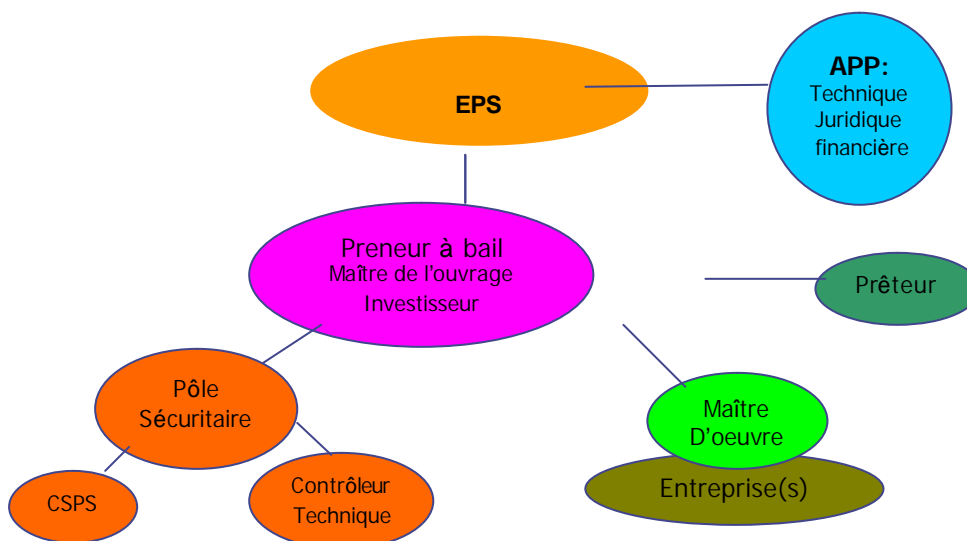 EPS
APP:
Technique
Juridique
financière
Preneur à bail
Maître de l'ouvrage
Investisseur
Prêteur
Pôle
Sécuritaire
Maître
D'oeuvre
CSPS
Contrôleur
Technique
Entreprise(s)